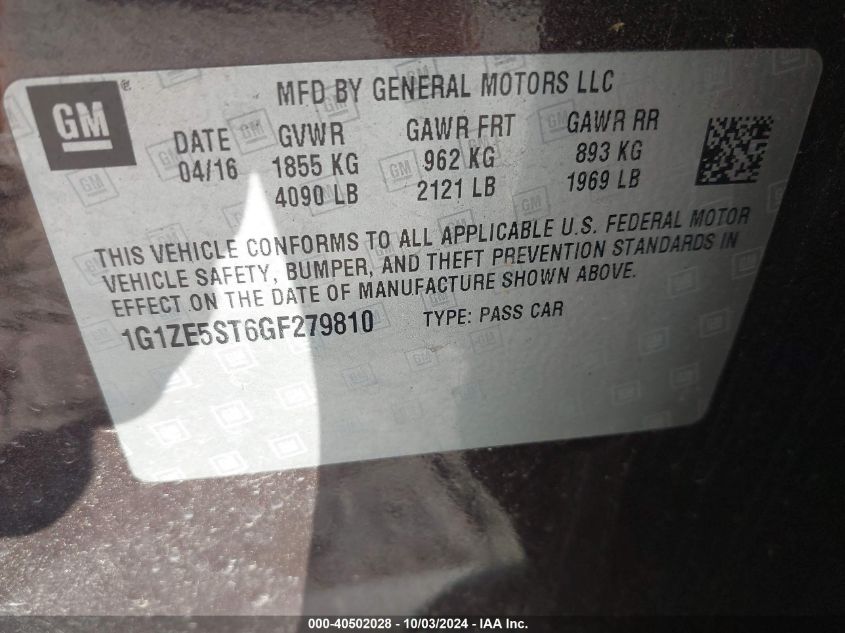 GM ®
MFD BY GENERAL MOTORS LLC
DATE GVWR GAWR FRT GAWR RR
04/16 1855 KG 962 KG 893 KG
4090 LB 2121 LB 1969 LB
THIS VEHICLE CONFORMS TO ALL APPLICABLE U.S. FEDERAL MOTOR
VEHICLE SAFETY, BUMPER, AND THEFT PREVENTION STANDARDS IN
EFFECT ON THE DATE OF MANUFACTURE SHOWN ABOVE.
1G1ZE5ST6GF279810 TYPE: PASS CAR
000-40502028 - 10/03/2024 - IAA Inc.